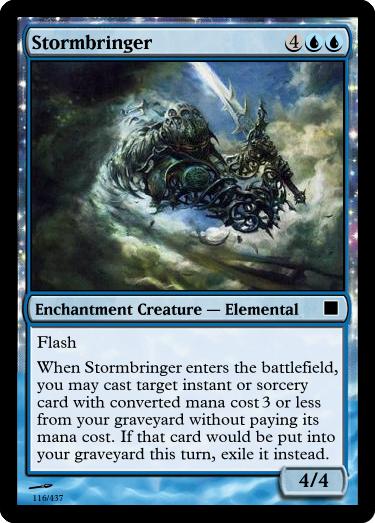 Stormbringer 4
Enchantment Creature — Elemental
Flash
When Stormbringer enters the battlefield,
you may cast target instant or sorcery
card with converted mana cost 3 or less
from your graveyard without paying its
mana cost. If that card would be put into
your graveyard this turn, exile it instead.
4/4
116/437